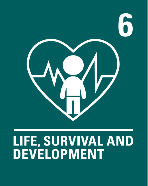 6
LIFE, SURVIVAL AND
DEVELOPMENT